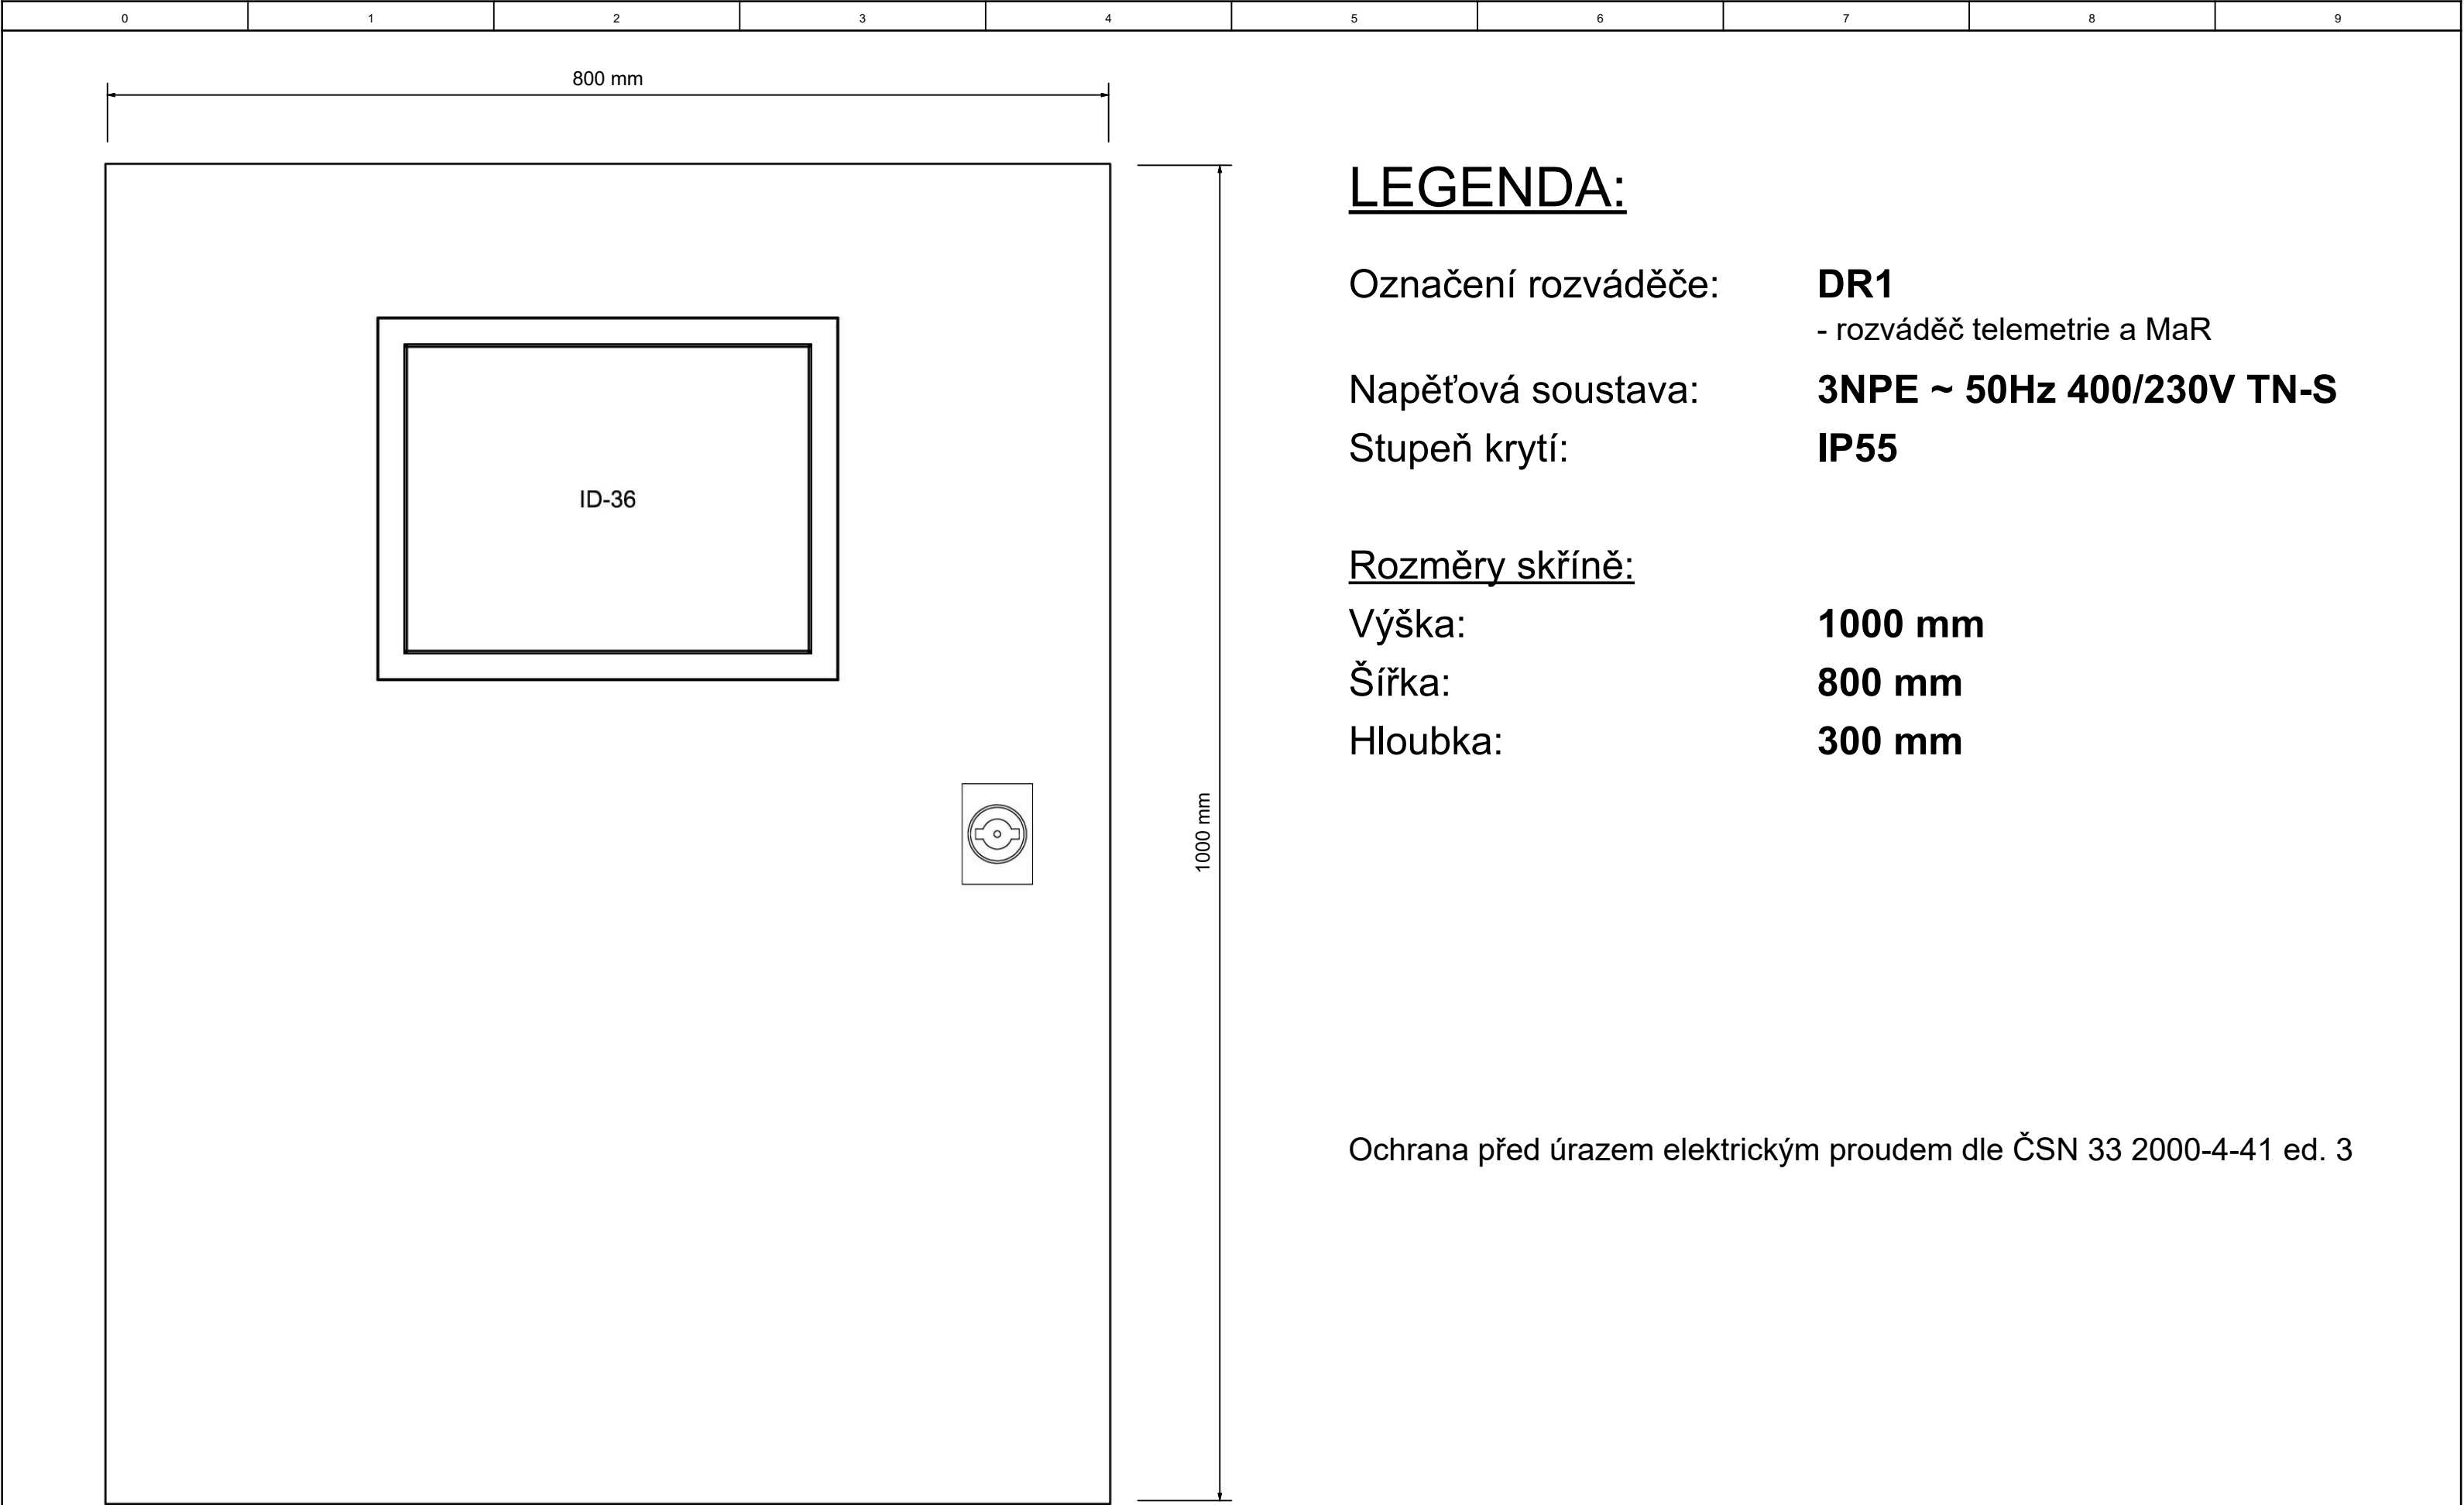 0 1 2 3 4 5 6 7 8 9
800 mm
ID-36
1000 mm
LEGENDA:
Označení rozváděče: DR1
- rozváděč telemetrie a MaR
Napěťová soustava: 3NPE ~ 50Hz 400/230V TN-S
Stupeň krytí: IP55
Rozměry skříně:
Výška: 1000 mm
Šířka: 800 mm
Hloubka: 300 mm
Ochrana před úrazem elektrickým proudem dle ČSN 33 2000-4-41 ed. 3